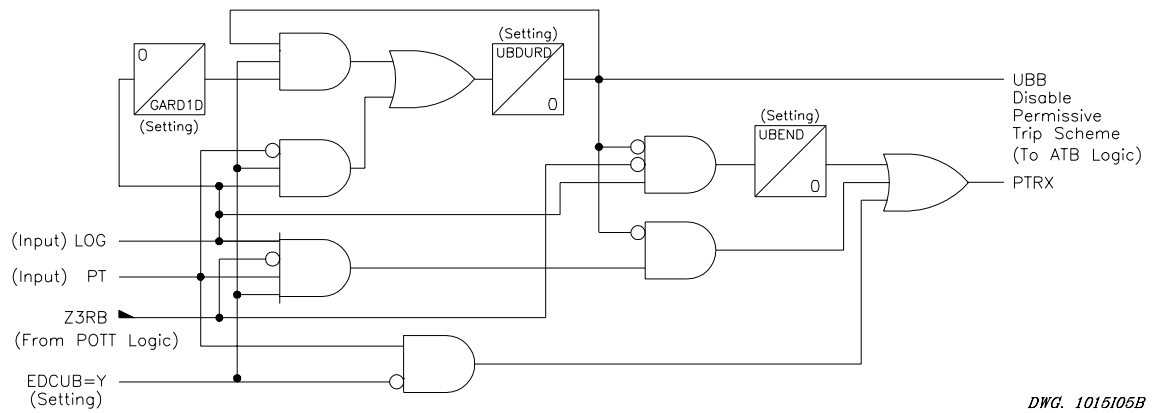 0
GARD1D
(Setting)
(Setting)
UBDURD
0
(Setting)
UBEND
0
UBB
Disable
Permissive
Trip Scheme
(To ATB Logic)
PTRX
(Input) LOG
(Input) PT
Z3RB
(From POTT Logic)
EDCUB=Y
(Setting)
DWG. 1015I05B